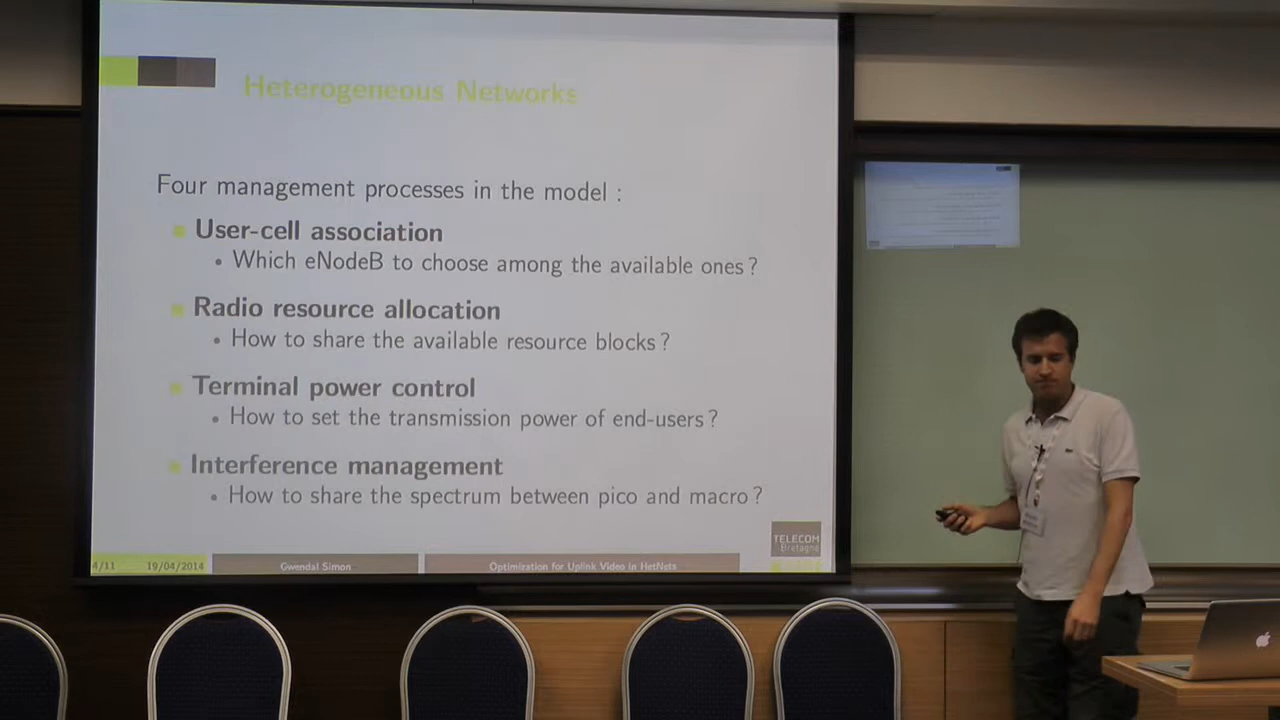 Heterogeneous Networks
Four management processes in the model :
User-cell association
• Which eNodeB to choose among the available ones ?
Radio resource allocation
• How to share the available resource blocks ?
Terminal power control
• How to set the transmission power of end-users ?
Interference management
• How to share the spectrum between pico and macro ?
TELECOM
Bretagne
4/11 19/04/2014 Gwendal Simon Optimization for Uplink Video in HetNets